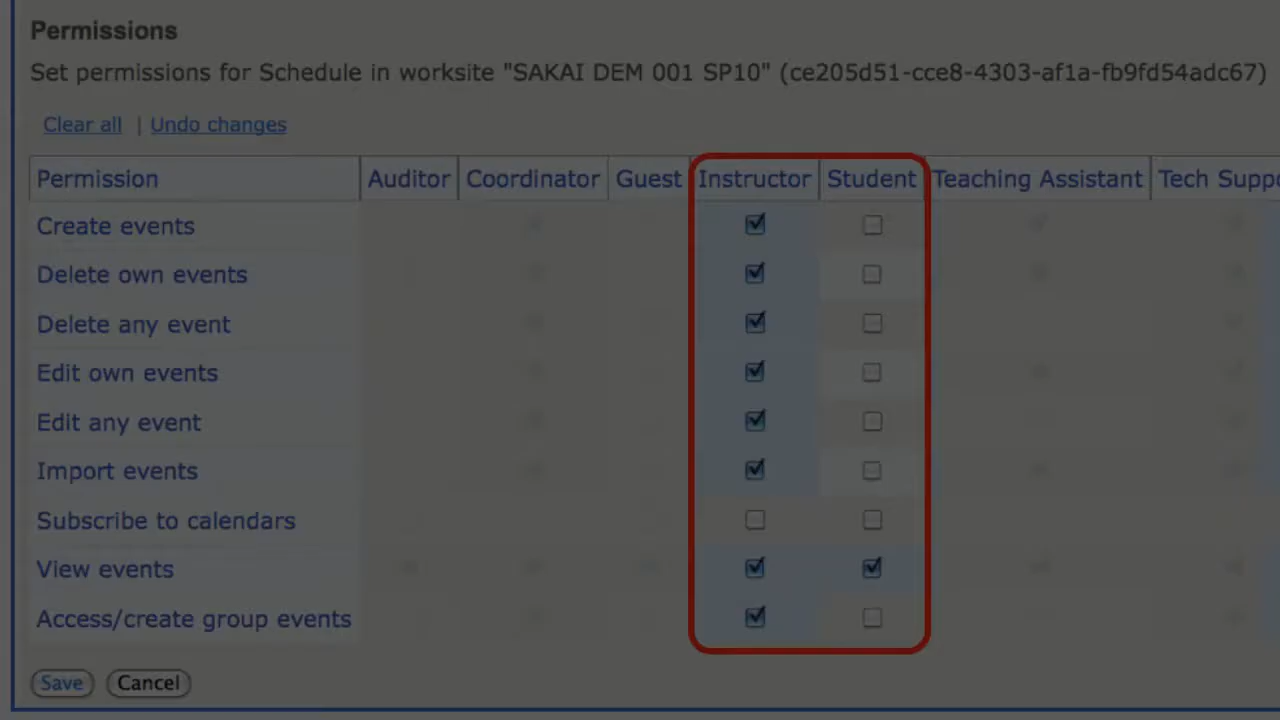 Permissions
Set permissions for Schedule in worksite "SAKAI DEM 001 SP10" (ce205d51-cce8-4303-af1a-fb9fd54adc67)
Clear all | Undo changes
Permission Auditor Coordinator Guest Instructor Student Teaching Assistant Tech Suppo
Create events
Delete own events
Delete any event
Edit own events
Edit any event
Import events
Subscribe to calendars
View events
Access/create group events
Save Cancel